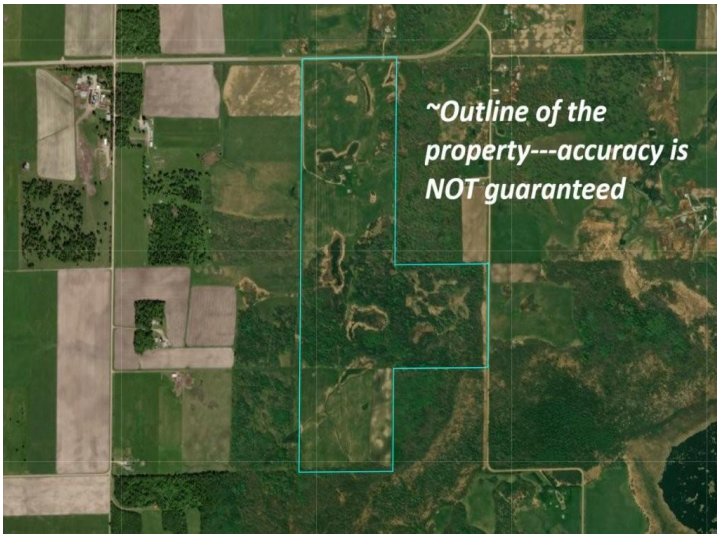 ~Outline of the
property---accuracy is
NOT guaranteed